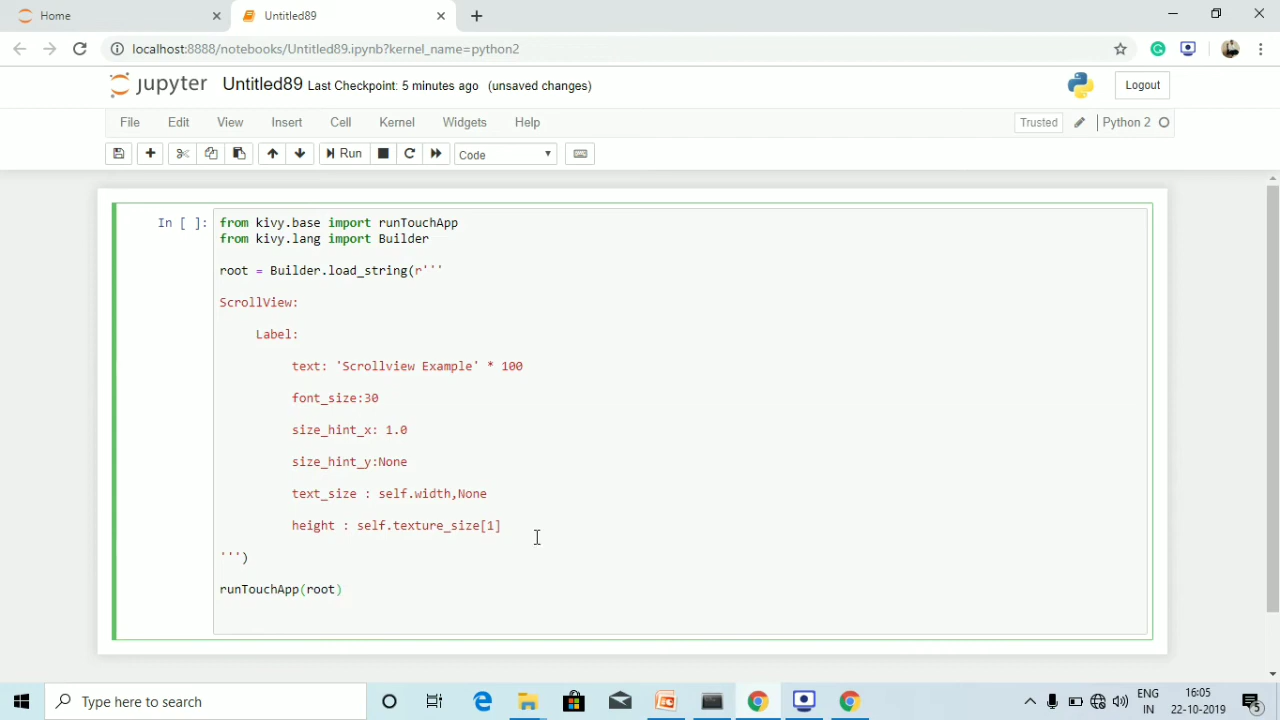 Home
Untitled89
localhost:8888/notebooks/Untitled89.ipynb?kernel_name=python2
jupyter Untitled89 Last Checkpoint: 5 minutes ago (unsaved changes)
Logout
File Edit View Insert Cell Kernel Widgets Help
Trusted Python 2
Run Code
In [ ]:
from kivy.base import runTouchApp
from kivy.lang import Builder
root = Builder.load_string(r'''
ScrollView:
Label:
text: 'Scrollview Example' * 100
font_size:30
size_hint_x: 1.0
size_hint_y:None
text_size : self.width,None
height : self.texture_size[1]
''')
runTouchApp(root)
Type here to search
ENG
IN
16:05
22-10-2019
5